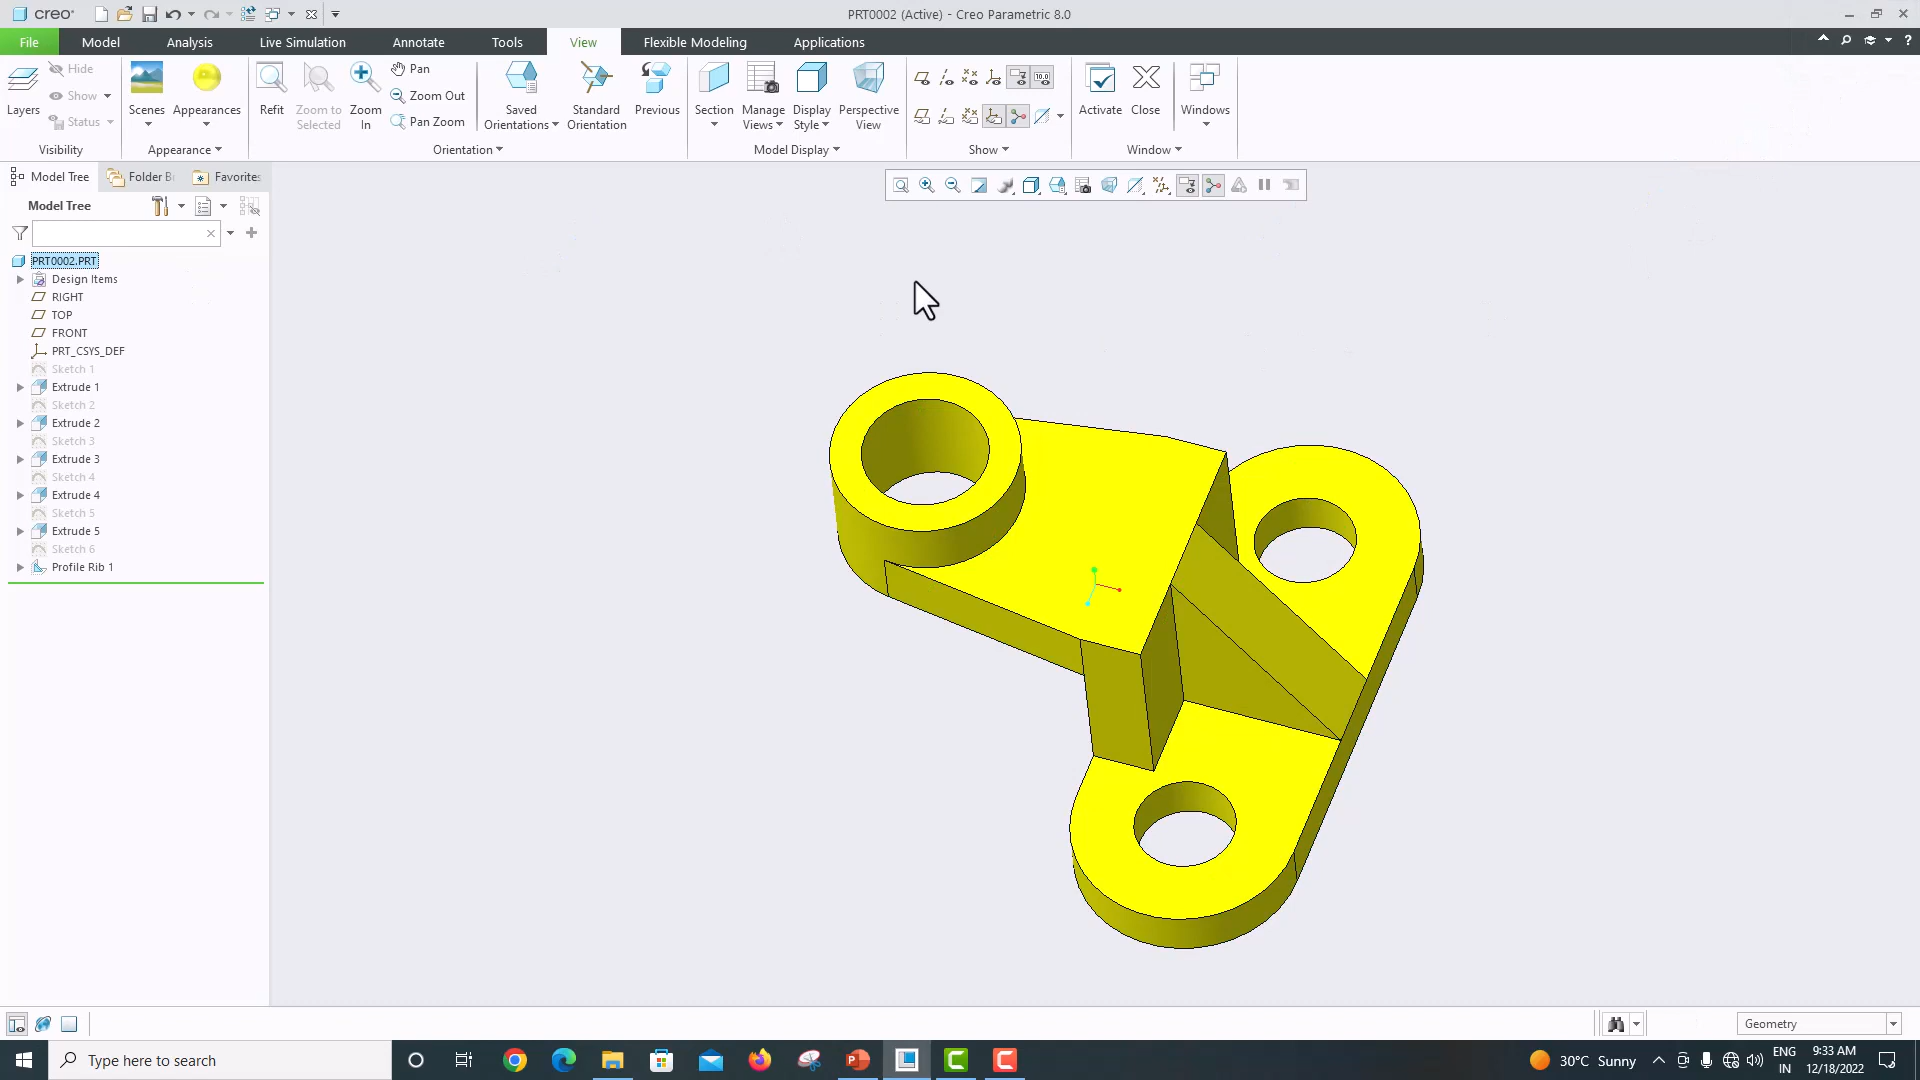 creo°
PRT0002 (Active) - Creo Parametric 8.0
File Model Analysis Live Simulation Annotate Tools View Flexible Modeling Applications
Layers
Hide
Show
Status
Visibility
Scenes
Appearances
Appearance
Refit
Zoom to
Selected
Zoom
In
Pan
Zoom Out
Pan Zoom
Saved
Orientations
Standard
Orientation
Previous
Orientation
Section
Manage
Views
Display
Style
Perspective
View
Model Display
10.0
Show
Activate
Close
Windows
Window
Model Tree Folder B Favorites
Model Tree
PRT0002.PRT
Design Items
RIGHT
TOP
FRONT
PRT_CSYS_DEF
Sketch 1
Extrude 1
Sketch 2
Extrude 2
Sketch 3
Extrude 3
Sketch 4
Extrude 4
Sketch 5
Extrude 5
Sketch 6
Profile Rib 1
Geometry
Type here to search
30°C Sunny
ENG
IN
9:33 AM
12/18/2022